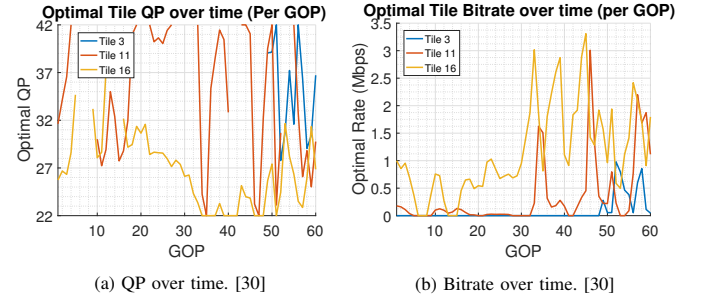 Optimal Tile QP over time (Per GOP)
42
37
32
27
22
Optimal QP
Tile 3
Tile 11
Tile 16
10 20 30 40 50 60
GOP
(a) QP over time. [30]
Optimal Tile Bitrate over time (per GOP)
3.5
3
2.5
2
1.5
1
0.5
0
Optimal Rate (Mbps)
Tile 3
Tile 11
Tile 16
10 20 30 40 50 60
GOP
(b) Bitrate over time. [30]